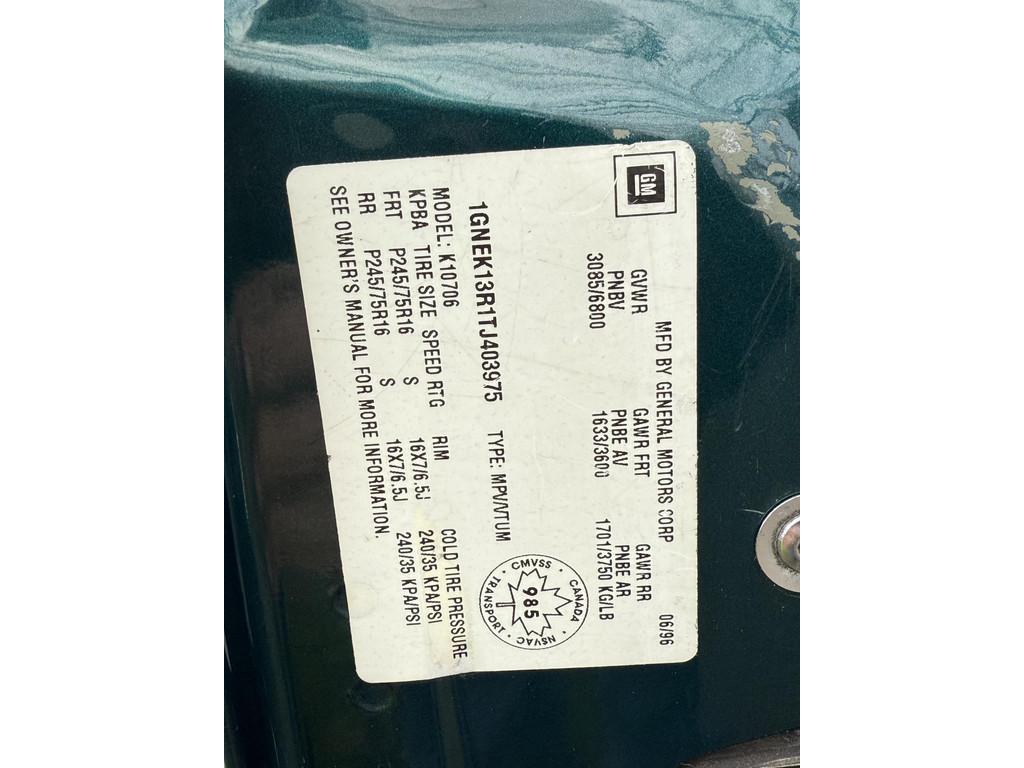 GM
MFD BY GENERAL MOTORS CORP 06/96
GVWR GAWR FRT GAWR RR
PNBV PNBE AV PNBE AR
3085/6800 1633/3600 1701/3750 KG/LB
1GNEK13R1TJ403975 TYPE: MPV/VTUM
MODEL: K10706
KPBA TIRE SIZE SPEED RTG RIM COLD TIRE PRESSURE
FRT P245/75R16 S 16X7/6.5J 240/35 KPA/PSI
RR P245/75R16 S 16X7/6.5J 240/35 KPA/PSI
SEE OWNER'S MANUAL FOR MORE INFORMATION.
CMVSS • CANADA • NSVAC • TRANSPORT •
985